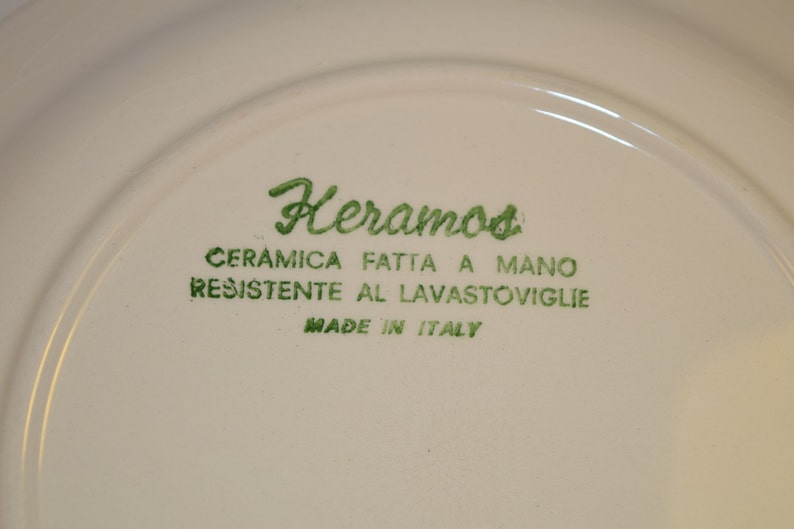 Keramos
CERAMICA FATTA A MANO
RESISTENTE AL LAVASTOVIGLIE
MADE IN ITALY